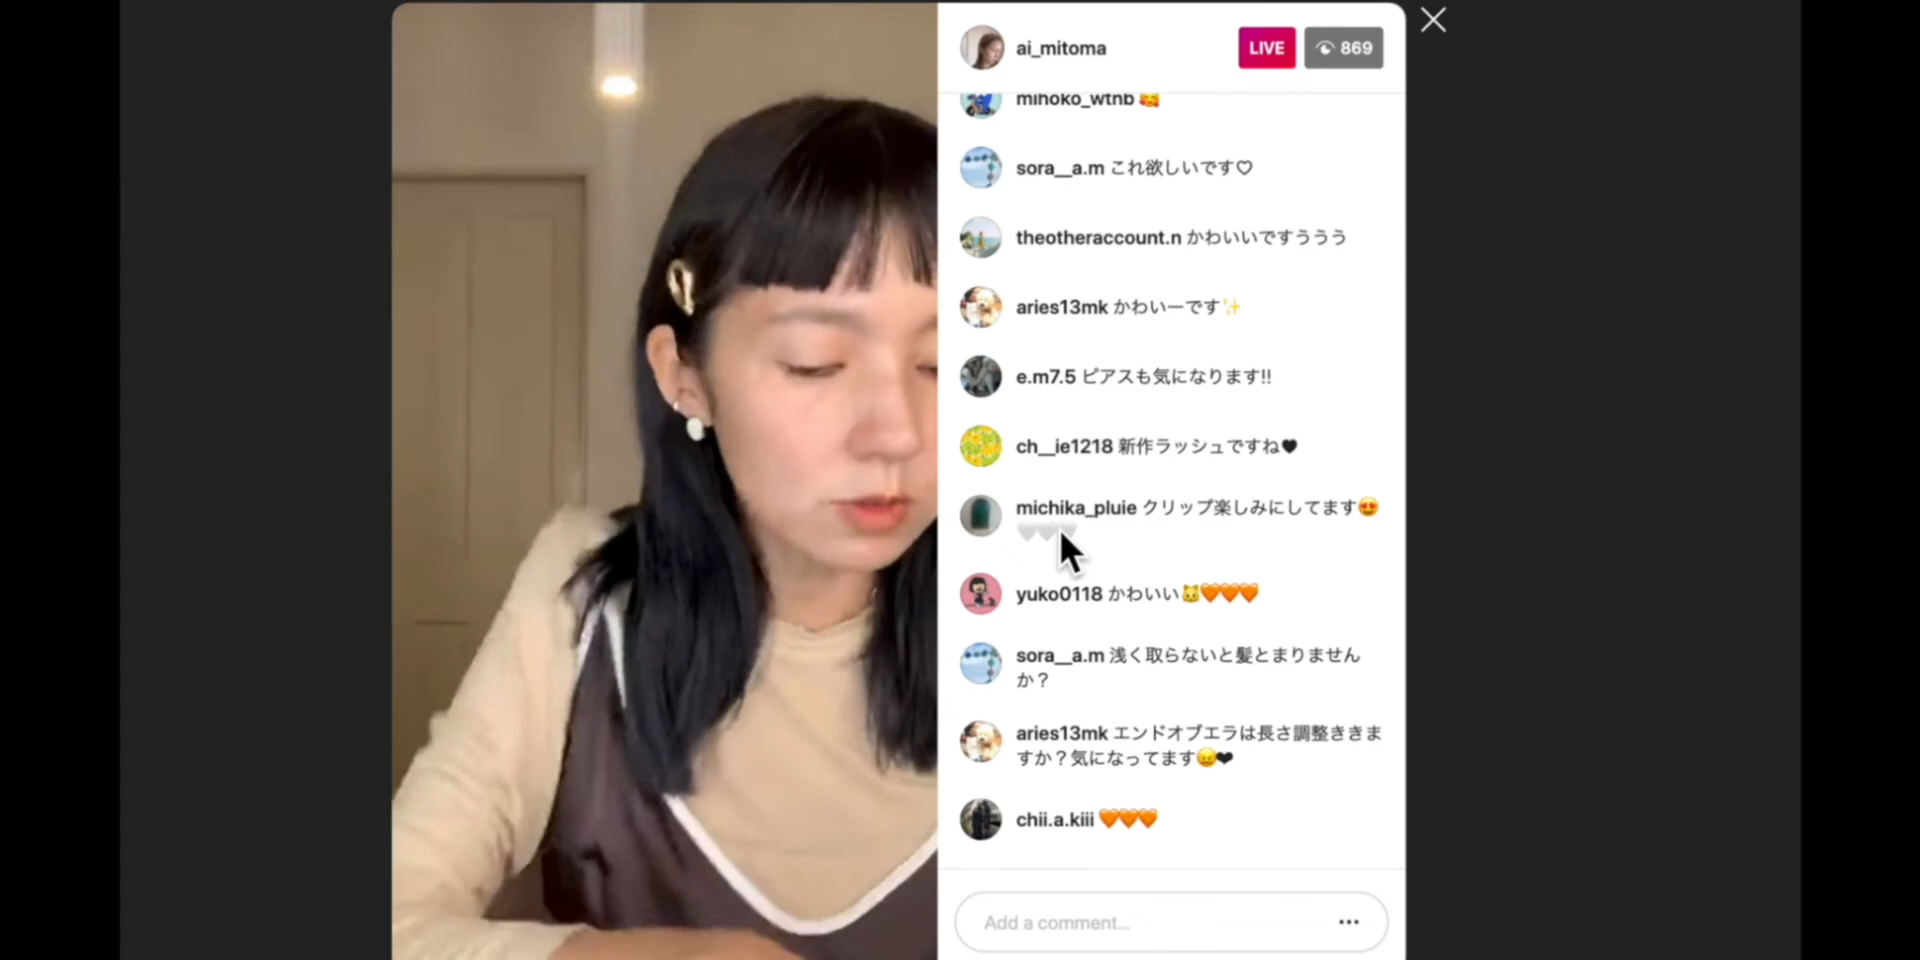 ai_mitoma LIVE 869
mihoko_wtnb 🥰
sora__a.m これ欲しいです♡
theotheraccount.n かわいいですううう
aries13mk かわいーです✨
e.m7.5 ピアスも気になります!!
ch__ie1218 新作ラッシュですね🖤
michika_pluie クリップ楽しみにしてます😍
🤍🤍🤍
yuko0118 かわいい🐱🧡🧡🧡
sora__a.m 浅く取らないと髪とまりません
か？
aries13mk エンドオブエラは長さ調整ききま
すか？気になってます😖❤
chii.a.kiii 🧡🧡🧡
Add a comment...